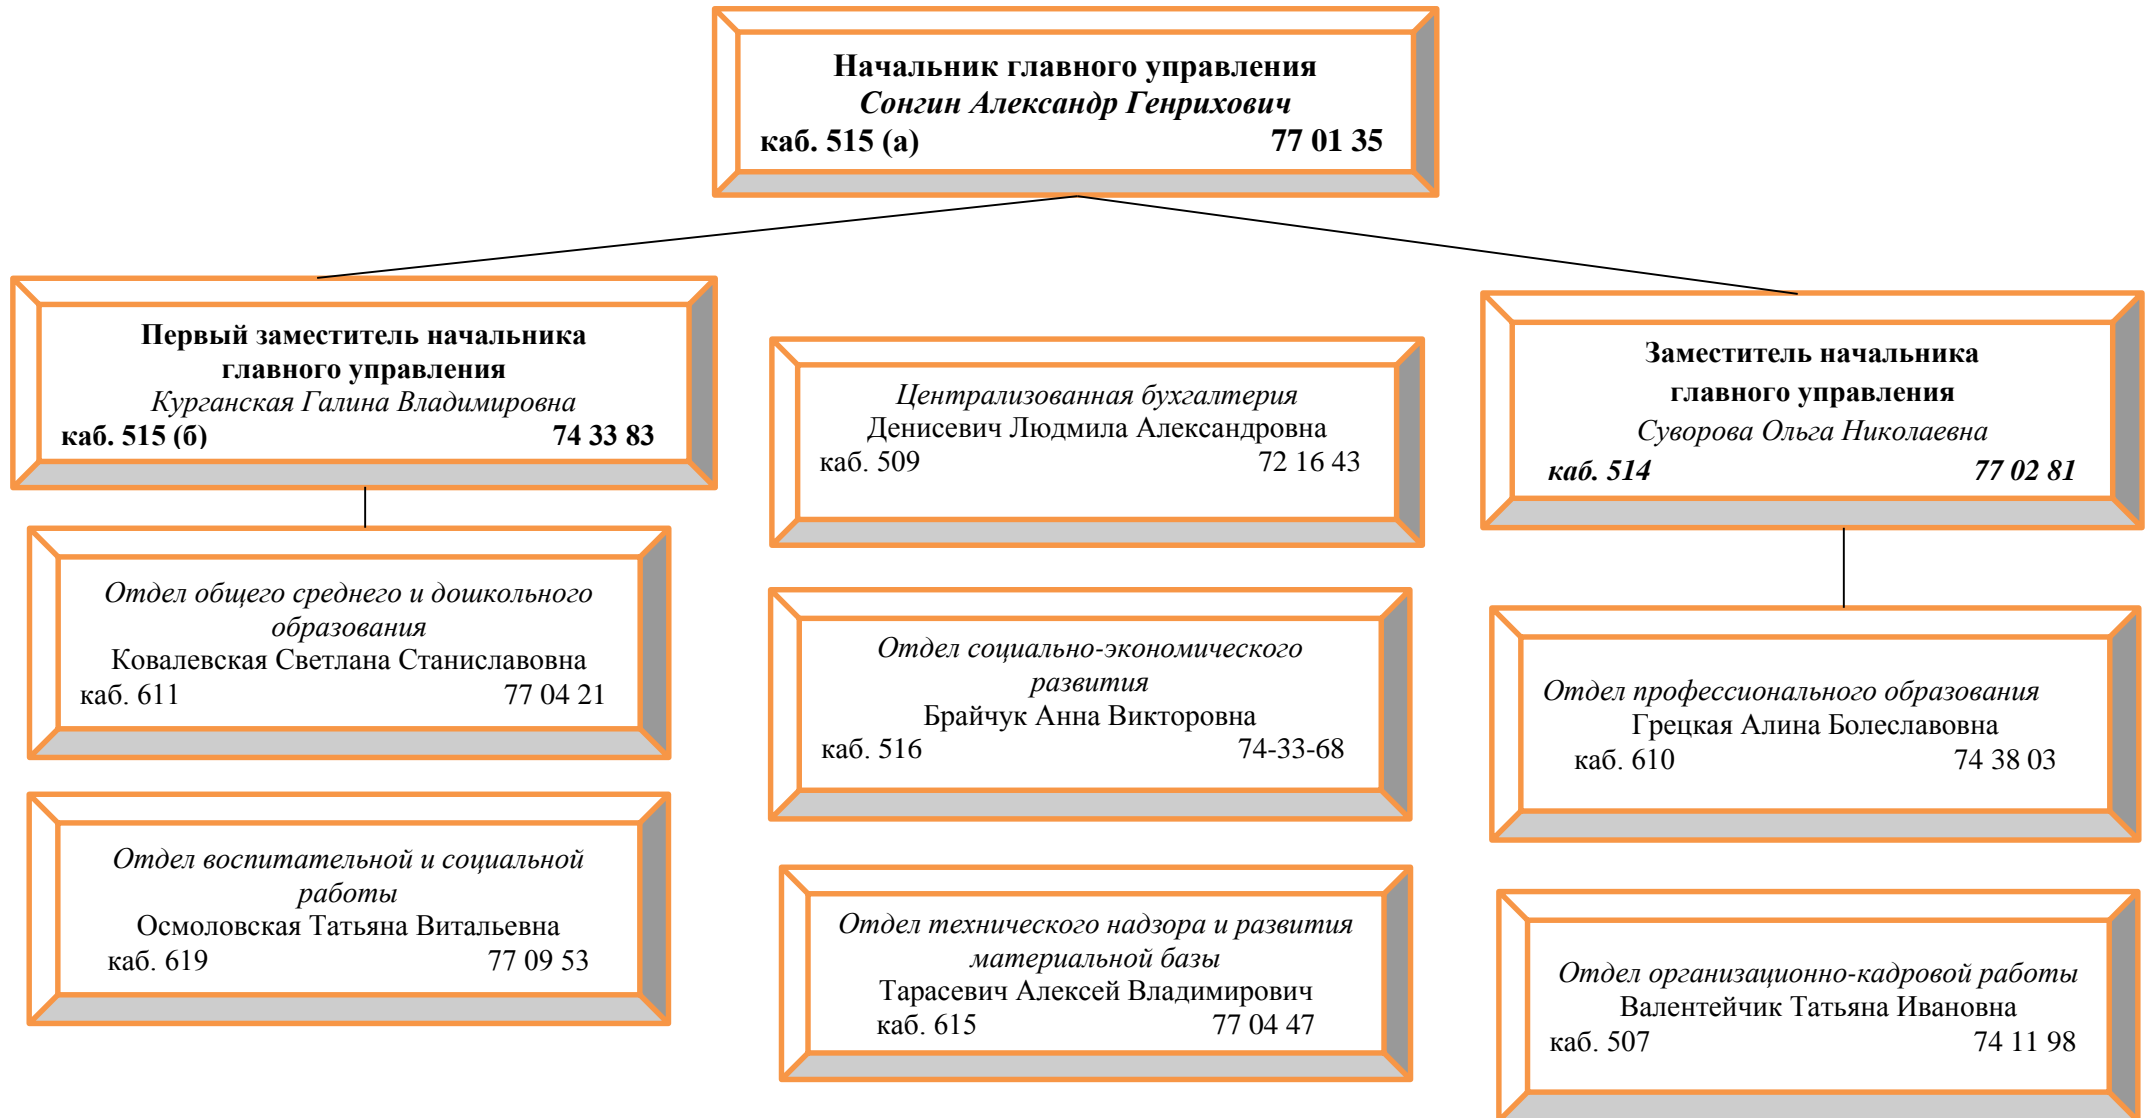 Начальник главного управления
Сонгин Александр Генрихович
каб. 515 (а) 77 01 35
Первый заместитель начальника
главного управления
Курганская Галина Владимировна
каб. 515 (б) 74 33 83
Отдел общего среднего и дошкольного
образования
Ковалевская Светлана Станиславовна
каб. 611 77 04 21
Отдел воспитательной и социальной
работы
Осмоловская Татьяна Витальевна
каб. 619 77 09 53
Централизованная бухгалтерия
Денисевич Людмила Александровна
каб. 509 72 16 43
Отдел социально-экономического
развития
Брайчук Анна Викторовна
каб. 516 74-33-68
Отдел технического надзора и развития
материальной базы
Тарасевич Алексей Владимирович
каб. 615 77 04 47
Заместитель начальника
главного управления
Суворова Ольга Николаевна
каб. 514 77 02 81
Отдел профессионального образования
Грецкая Алина Болеславовна
каб. 610 74 38 03
Отдел организационно-кадровой работы
Валентейчик Татьяна Ивановна
каб. 507 74 11 98